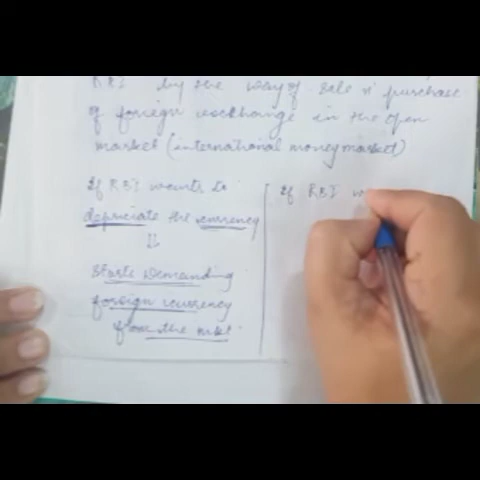 RBI by the way of sale n' purchase
of foreign exchange in the open
market (international money market)
If RBI wants to
depreciate the currency
⇓
Starts Demanding
foreign currency
from the mkt.
If RBI w